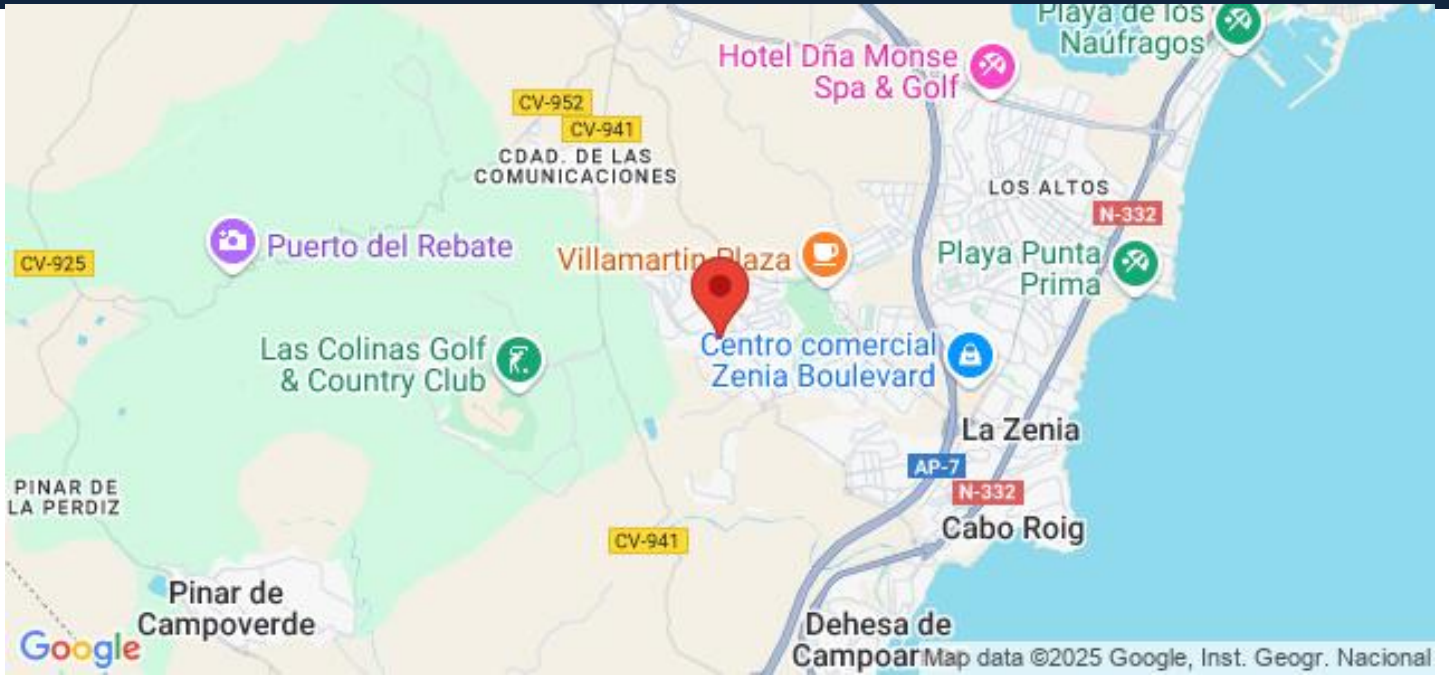 Playa de los
Naúfragos
Hotel Dña Monse
Spa & Golf
CV-952
CV-941
CDAD. DE LAS
COMUNICACIONES
LOS ALTOS
N-332
Puerto del Rebate
CV-925
Villamartin Plaza
Playa Punta
Prima
Las Colinas Golf
& Country Club
Centro comercial
Zenia Boulevard
La Zenia
AP-7
N-332
PINAR DE
LA PERDIZ
Cabo Roig
CV-941
Pinar de
Campoverde
Dehesa de
Google
Map data ©2025 Google, Inst. Geogr. Nacional